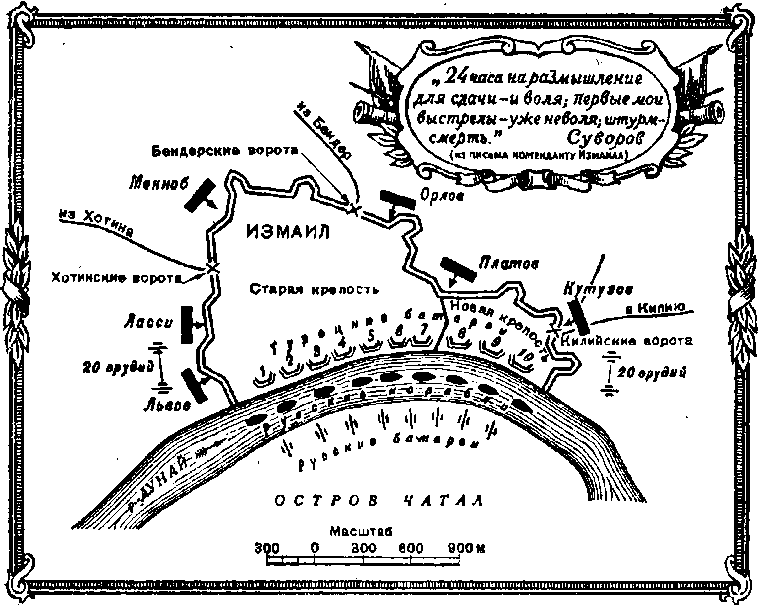 „24 часа на размышление
для сдачи – и воля; первые мои
выстрелы – уже неволя; штурм-
смерть.” Суворов
(из письма коменданту Измаила)
из Бендер
Бендерские ворота
Мекноб
Орлов
из Хотина
ИЗМАИЛ
Платов
Кутузов
Хотинские ворота
Старая крепость
Новая крепость
в Килию
Ласси
Турецкие батареи
Килийские ворота
1 2 3 4 5 6 7 8 9 10
20 орудий
20 орудий
Львов
русские корабли
русские батареи
р. ДУНАЙ
ОСТРОВ ЧАТАЛ
Масштаб
300 0 300 600 900 м